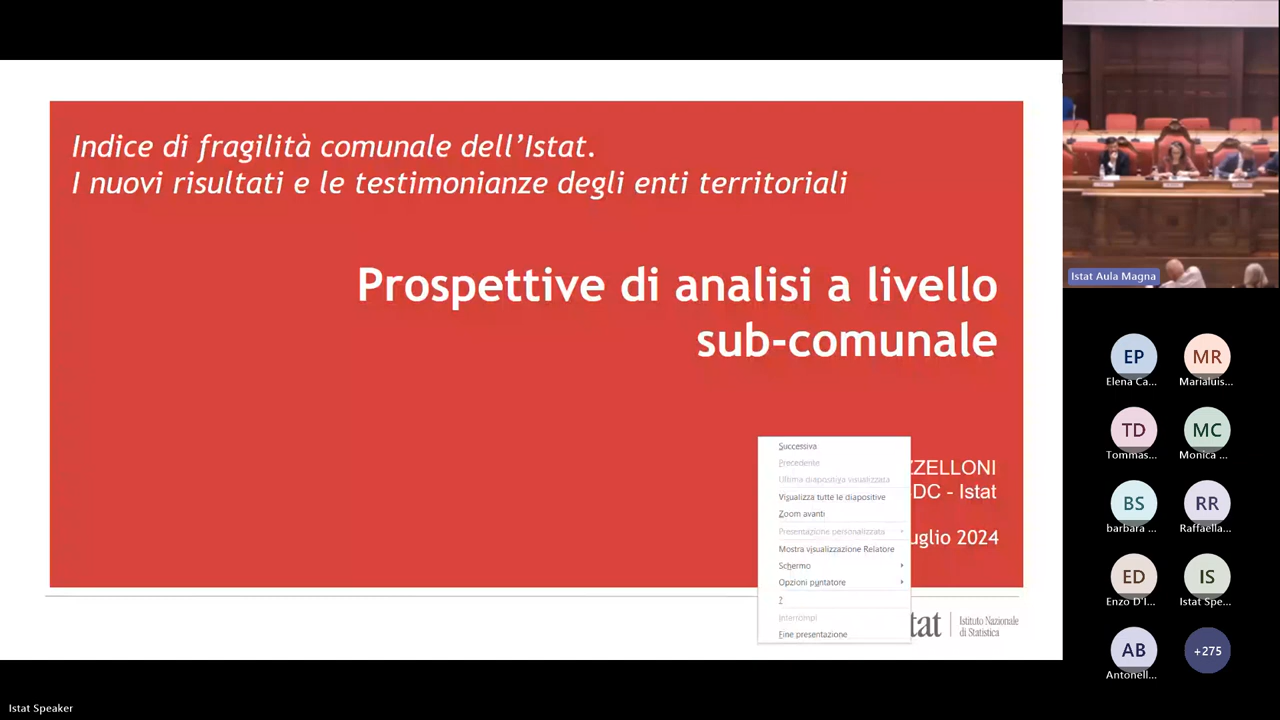 Indice di fragilità comunale dell'Istat.
I nuovi risultati e le testimonianze degli enti territoriali
Prospettive di analisi a livello
sub-comunale
ZZELLONI
DC - Istat
uglio 2024
Successiva
Precedente
Ultima diapositiva visualizzata
Visualizza tutte le diapositive
Zoom avanti
Presentazione personalizzata
Mostra visualizzazione Relatore
Schermo
Opzioni puntatore
?
Interrompi
Fine presentazione
tat
Istituto Nazionale
di Statistica
Istat Aula Magna
EP
MR
Elena Ca...
Marialuis...
TD
MC
Tommas...
Monica ...
BS
RR
barbara ...
Raffaella...
ED
IS
Enzo D'I...
Istat Spe...
AB
+275
Antonell...
Istat Speaker